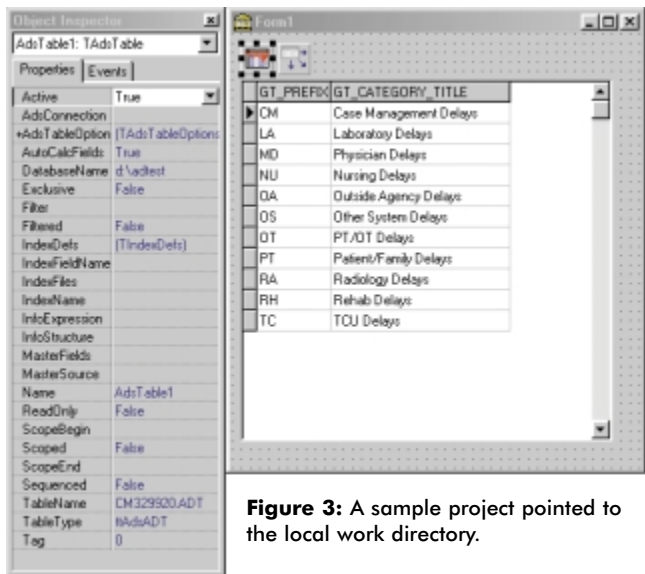 Object Inspector
AdsTable1: TAdsTable
Properties Events
Active True
AdsConnection
+AdsTableOption (TAdsTableOptions
AutoCalcFields True
DatabaseName d:\adtest
Exclusive False
Filter
Filtered False
IndexDefs (TIndexDefs)
IndexFieldName
IndexFiles
IndexName
InfoExpression
InfoStructure
MasterFields
MasterSource
Name AdsTable1
ReadOnly False
ScopeBegin
Scoped False
ScopeEnd
Sequenced False
TableName CM329920.ADT
TableType ttAdsADT
Tag 0
Form1
GT_PREFIX GT_CATEGORY_TITLE
CM Case Management Delays
LA Laboratory Delays
MD Physician Delays
NU Nursing Delays
OA Outside Agency Delays
OS Other System Delays
OT PT/OT Delays
PT Patient/Family Delays
RA Radiology Delays
RH Rehab Delays
TC TCU Delays
Figure 3: A sample project pointed to
the local work directory.